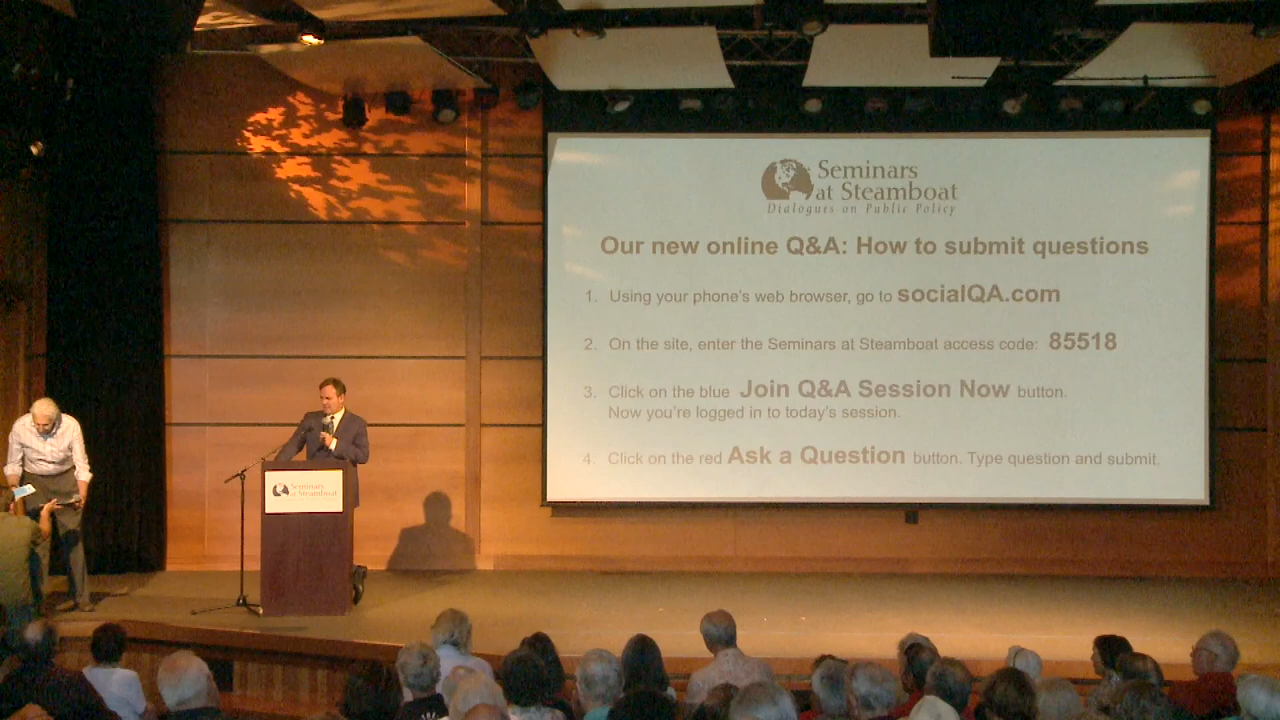 Seminars
at Steamboat
Dialogues on Public Policy
Our new online Q&A: How to submit questions
1. Using your phone's web browser, go to socialQA.com
2. On the site, enter the Seminars at Steamboat access code: 85518
3. Click on the blue Join Q&A Session Now button.
Now you're logged in to today's session.
4. Click on the red Ask a Question button. Type question and submit.
Seminars
at Steamboat